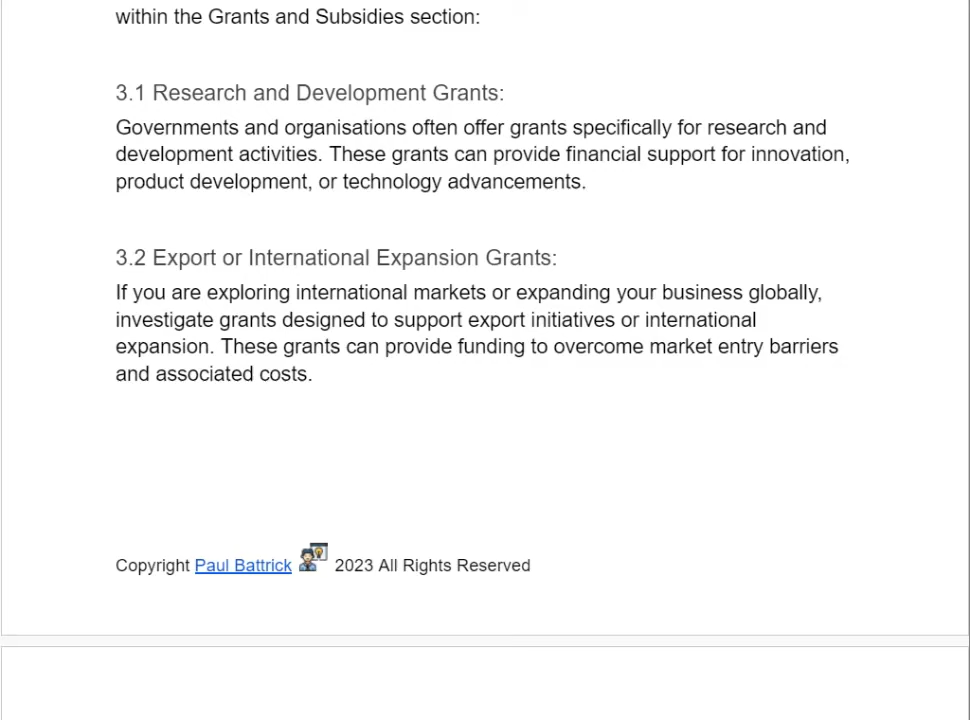 within the Grants and Subsidies section:
3.1 Research and Development Grants:
Governments and organisations often offer grants specifically for research and
development activities. These grants can provide financial support for innovation,
product development, or technology advancements.
3.2 Export or International Expansion Grants:
If you are exploring international markets or expanding your business globally,
investigate grants designed to support export initiatives or international
expansion. These grants can provide funding to overcome market entry barriers
and associated costs.
Copyright Paul Battrick 2023 All Rights Reserved